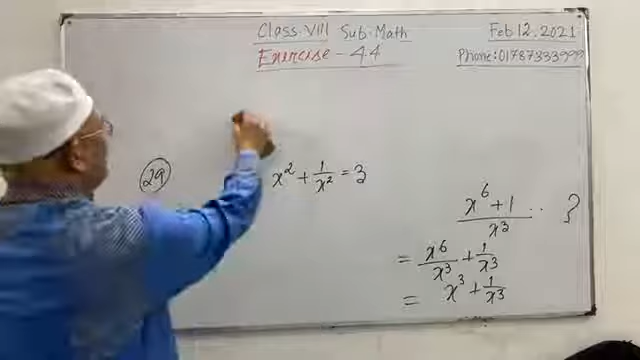 Class-VIII Sub-Math
Feb 12, 2021
Exercise - 4.4
Phone: 01787333999
29
x² + 1/x² = 3
(x⁶ + 1)/x³ .. ?
= x⁶/x³ + 1/x³
= x³ + 1/x³